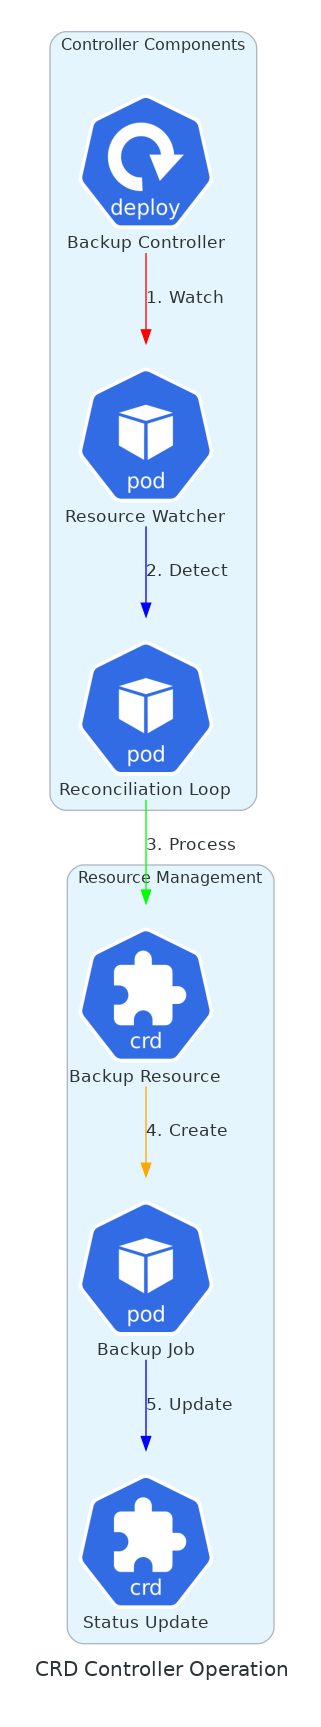 Controller Components
deploy
Backup Controller
1. Watch
pod
Resource Watcher
2. Detect
pod
Reconciliation Loop
3. Process
Resource Management
crd
Backup Resource
4. Create
pod
Backup Job
5. Update
crd
Status Update
CRD Controller Operation